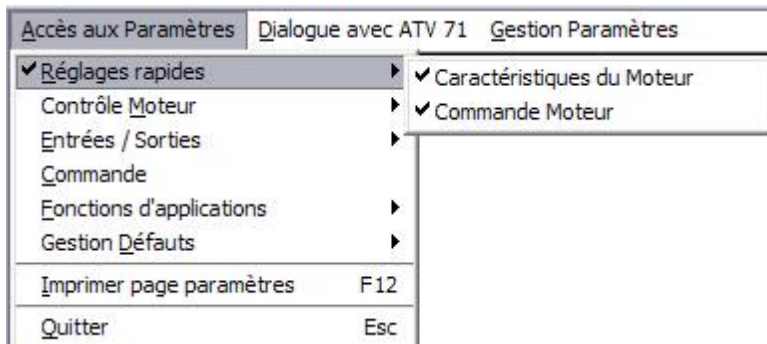 Accès aux Paramètres Dialogue avec ATV 71 Gestion Paramètres
Réglages rapides
Caractéristiques du Moteur
Contrôle Moteur
Commande Moteur
Entrées / Sorties
Commande
Fonctions d'applications
Gestion Défauts
Imprimer page paramètres F12
Quitter Esc